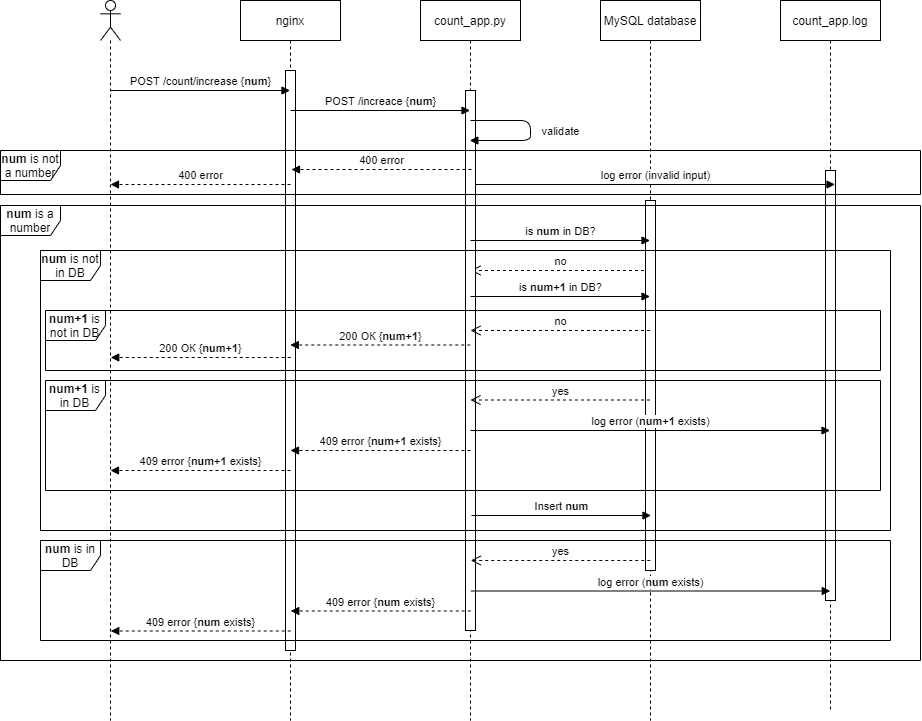 nginx
count_app.py
MySQL database
count_app.log
POST /count/increase {num}
POST /increace {num}
validate
num is not
a number
400 error
400 error
log error (invalid input)
num is a
number
is num in DB?
num is not
in DB
no
is num+1 in DB?
num+1 is
not in DB
no
200 OK {num+1}
200 OK {num+1}
num+1 is
in DB
yes
log error (num+1 exists)
409 error {num+1 exists}
409 error {num+1 exists}
Insert num
num is in
DB
yes
log error (num exists)
409 error {num exists}
409 error {num exists}